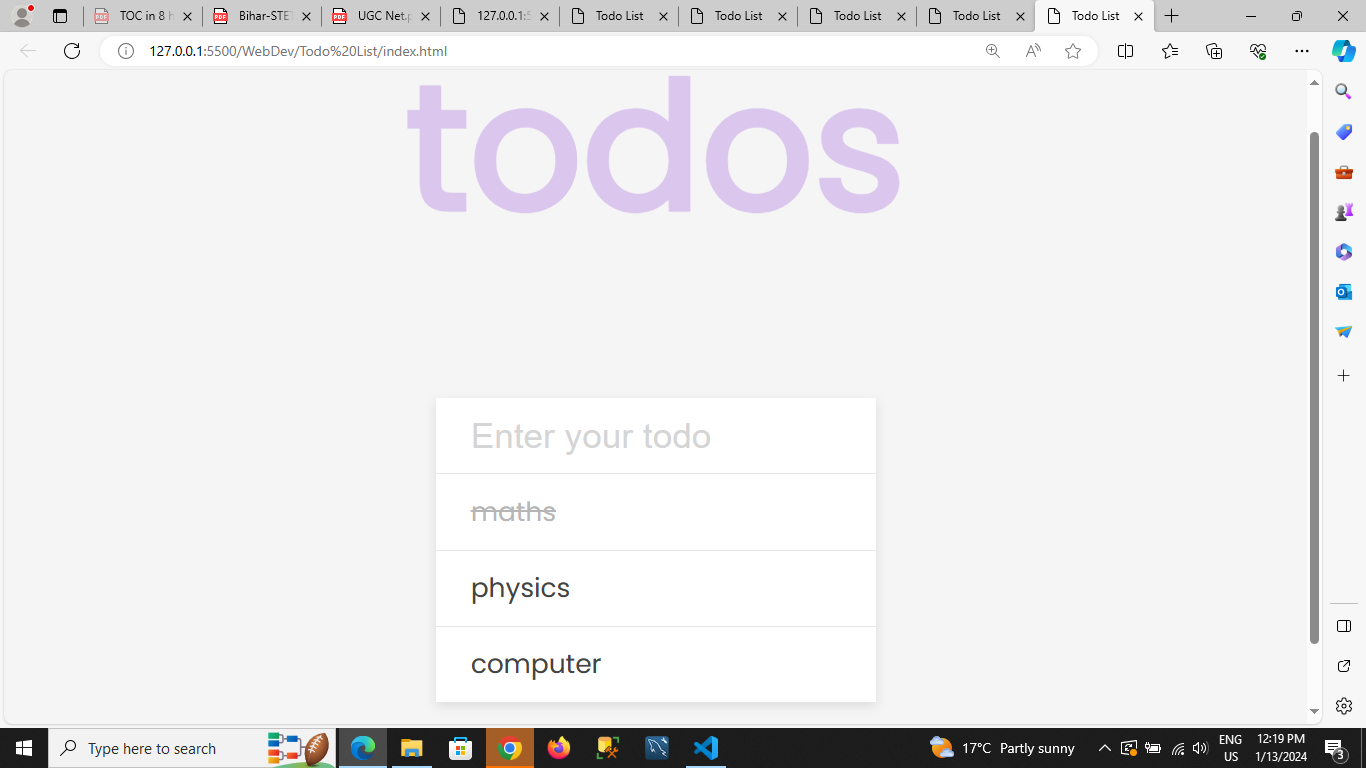 TOC in 8 h
Bihar-STET
UGC Net.p
127.0.0.1:5
Todo List
Todo List
Todo List
Todo List
Todo List
127.0.0.1:5500/WebDev/Todo%20List/index.html
todos
Enter your todo
maths
physics
computer
Type here to search
17°C Partly sunny
ENG
US
12:19 PM
1/13/2024
3